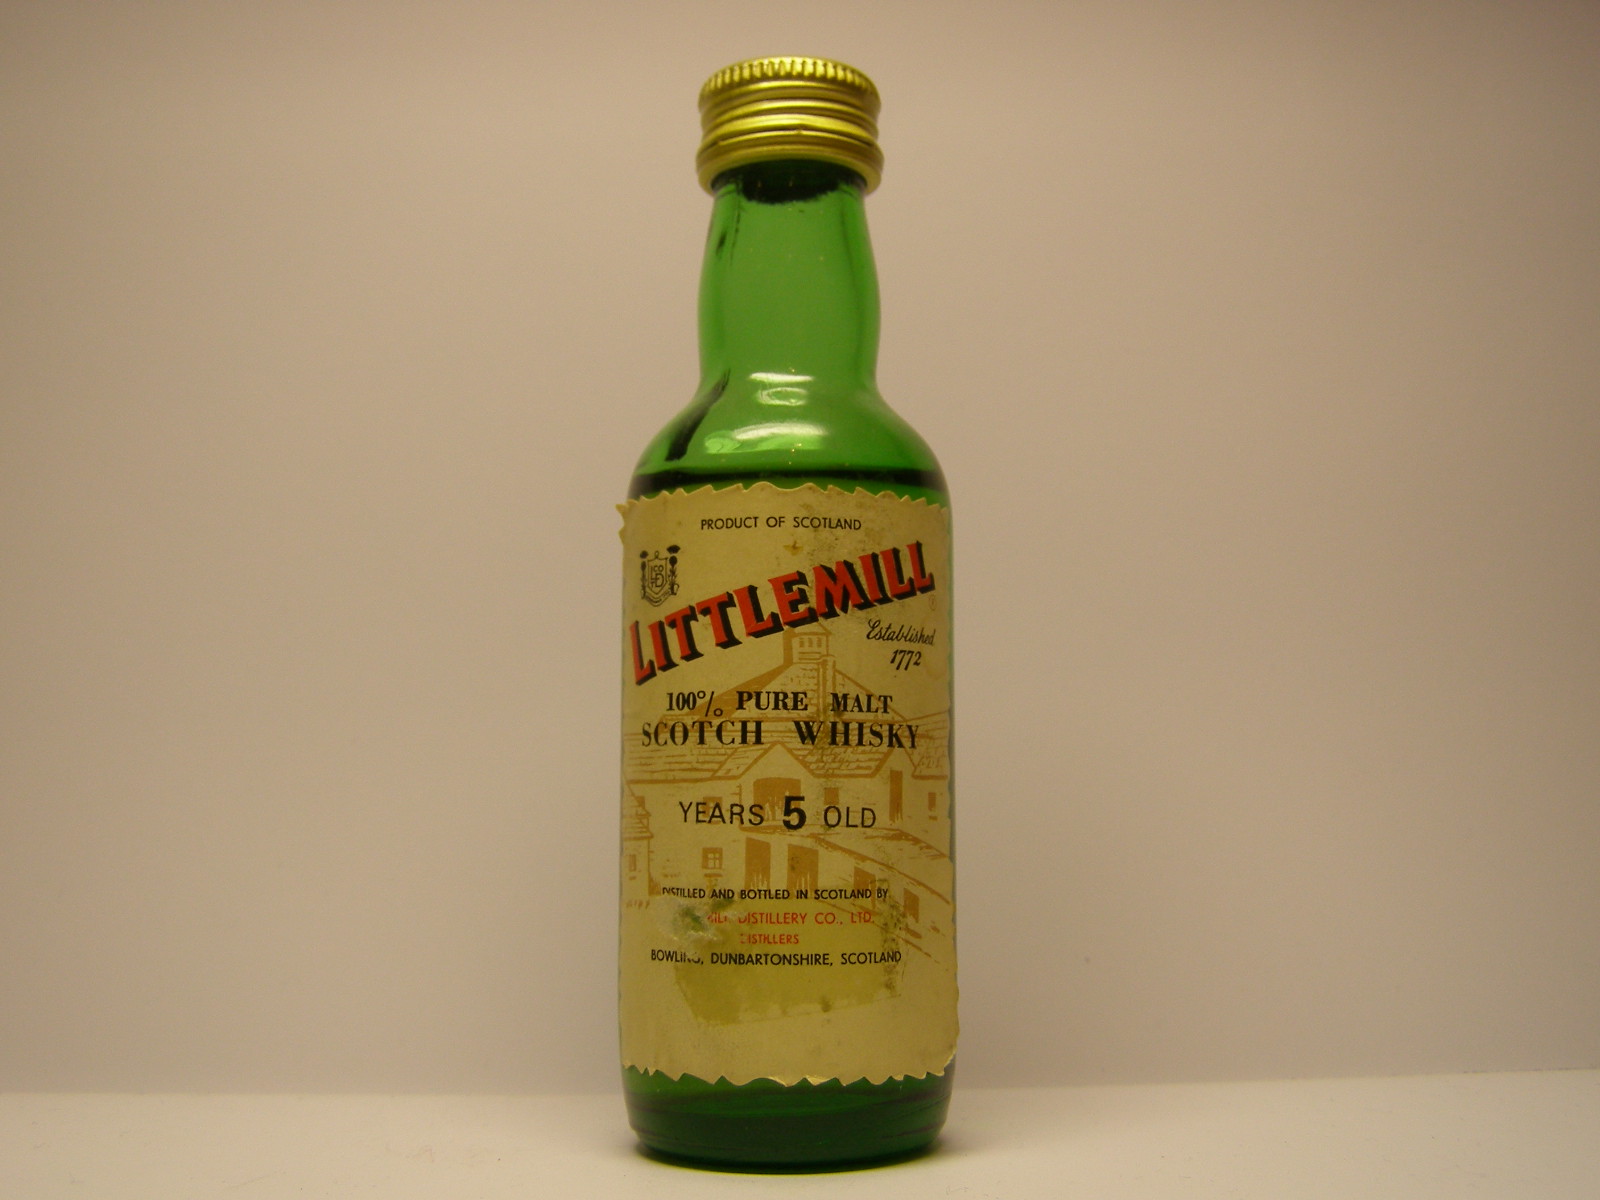 PRODUCT OF SCOTLAND
LITTLEMILL
Established
1772
100% PURE MALT
SCOTCH WHISKY
YEARS 5 OLD
DISTILLED AND BOTTLED IN SCOTLAND BY
DISTILLERY CO., LTD.
DISTILLERS
BOWLING, DUNBARTONSHIRE, SCOTLAND